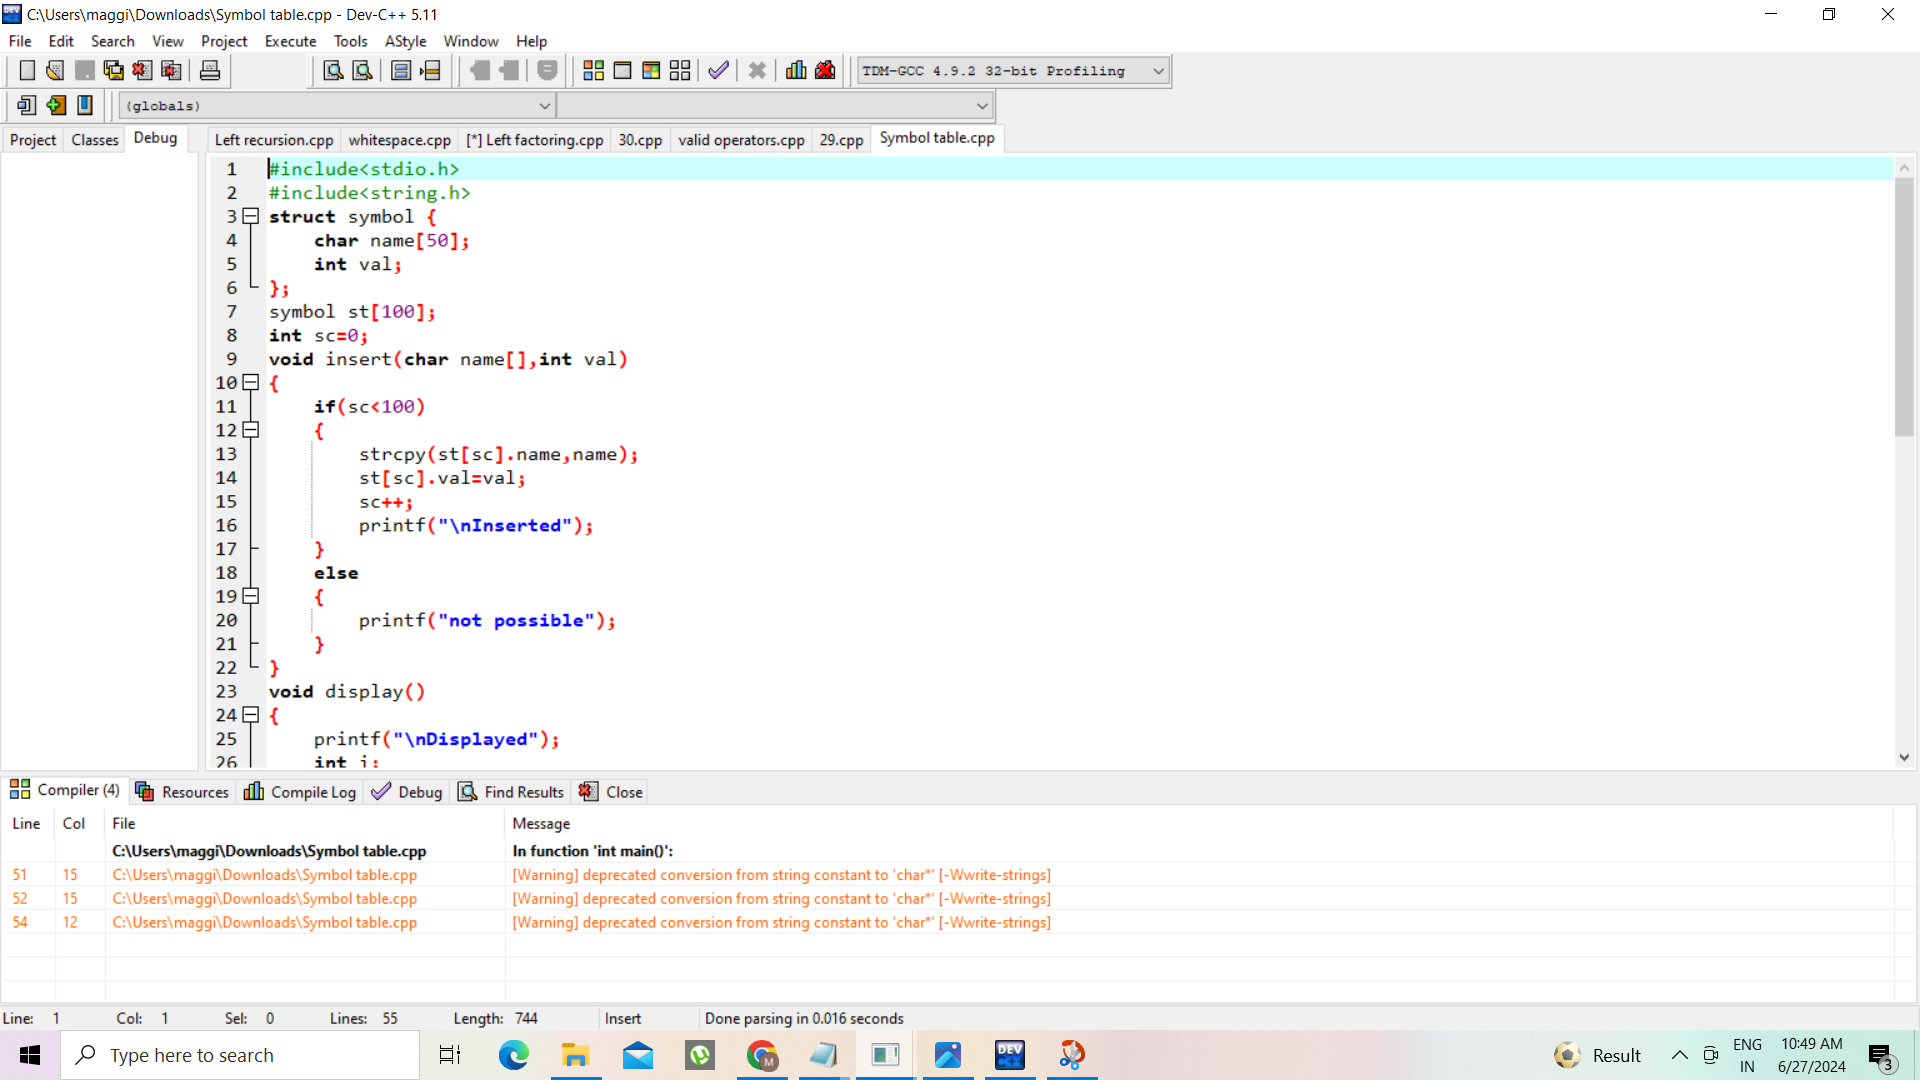 C:\Users\maggi\Downloads\Symbol table.cpp - Dev-C++ 5.11
File Edit Search View Project Execute Tools AStyle Window Help
TDM-GCC 4.9.2 32-bit Profiling
(globals)
Project Classes Debug
Left recursion.cpp whitespace.cpp [*] Left factoring.cpp 30.cpp valid operators.cpp 29.cpp Symbol table.cpp
1 #include<stdio.h>
2 #include<string.h>
3 struct symbol {
4 char name[50];
5 int val;
6 };
7 symbol st[100];
8 int sc=0;
9 void insert(char name[],int val)
10 {
11 if(sc<100)
12 {
13 strcpy(st[sc].name,name);
14 st[sc].val=val;
15 sc++;
16 printf("\nInserted");
17 }
18 else
19 {
20 printf("not possible");
21 }
22 }
23 void display()
24 {
25 printf("\nDisplayed");
26 int i;
Compiler (4) Resources Compile Log Debug Find Results Close
Line Col File Message
C:\Users\maggi\Downloads\Symbol table.cpp In function 'int main()':
51 15 C:\Users\maggi\Downloads\Symbol table.cpp [Warning] deprecated conversion from string constant to 'char*' [-Wwrite-strings]
52 15 C:\Users\maggi\Downloads\Symbol table.cpp [Warning] deprecated conversion from string constant to 'char*' [-Wwrite-strings]
54 12 C:\Users\maggi\Downloads\Symbol table.cpp [Warning] deprecated conversion from string constant to 'char*' [-Wwrite-strings]
Line: 1 Col: 1 Sel: 0 Lines: 55 Length: 744 Insert Done parsing in 0.016 seconds
Type here to search
M
DEV C++
Result
ENG
IN
10:49 AM
6/27/2024
3